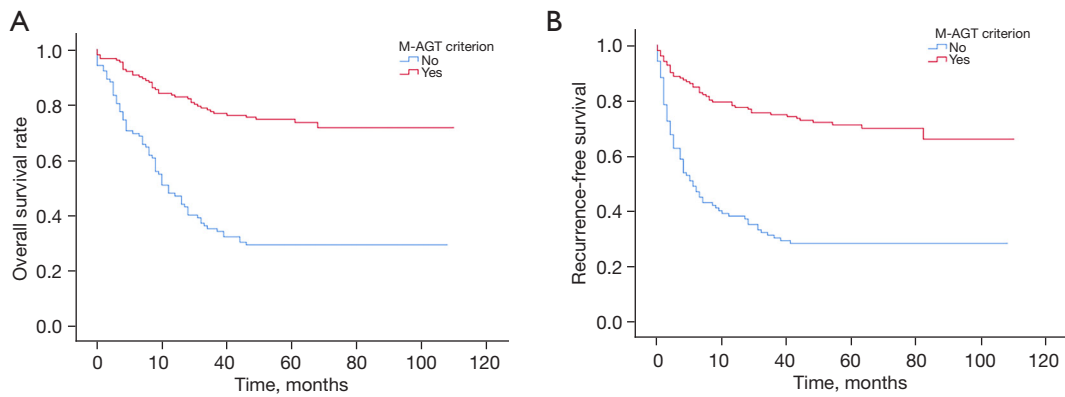 A
M-AGT criterion
No
Yes
1.0
0.8
0.6
0.4
0.2
0.0
Overall survival rate
0 10 20 40 60 80 100 120
Time, months
B
M-AGT criterion
No
Yes
1.0
0.8
0.6
0.4
0.2
0.0
Recurrence-free survival
0 10 20 40 60 80 100 120
Time, months